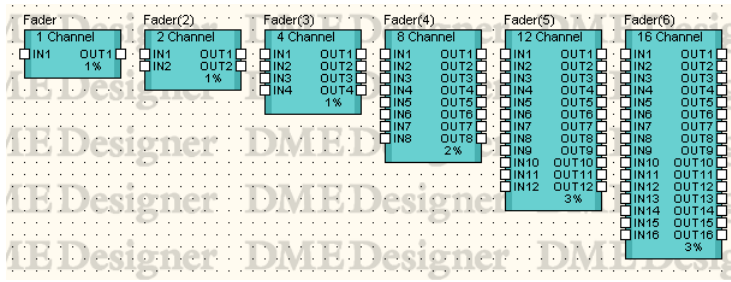 Fader
1 Channel
IN1 OUT1
1%
Fader(2)
2 Channel
IN1 OUT1
IN2 OUT2
1%
Fader(3)
4 Channel
IN1 OUT1
IN2 OUT2
IN3 OUT3
IN4 OUT4
1%
Fader(4)
8 Channel
IN1 OUT1
IN2 OUT2
IN3 OUT3
IN4 OUT4
IN5 OUT5
IN6 OUT6
IN7 OUT7
IN8 OUT8
2%
Fader(5)
12 Channel
IN1 OUT1
IN2 OUT2
IN3 OUT3
IN4 OUT4
IN5 OUT5
IN6 OUT6
IN7 OUT7
IN8 OUT8
IN9 OUT9
IN10 OUT10
IN11 OUT11
IN12 OUT12
3%
Fader(6)
16 Channel
IN1 OUT1
IN2 OUT2
IN3 OUT3
IN4 OUT4
IN5 OUT5
IN6 OUT6
IN7 OUT7
IN8 OUT8
IN9 OUT9
IN10 OUT10
IN11 OUT11
IN12 OUT12
IN13 OUT13
IN14 OUT14
IN15 OUT15
IN16 OUT16
3%
DME Designer